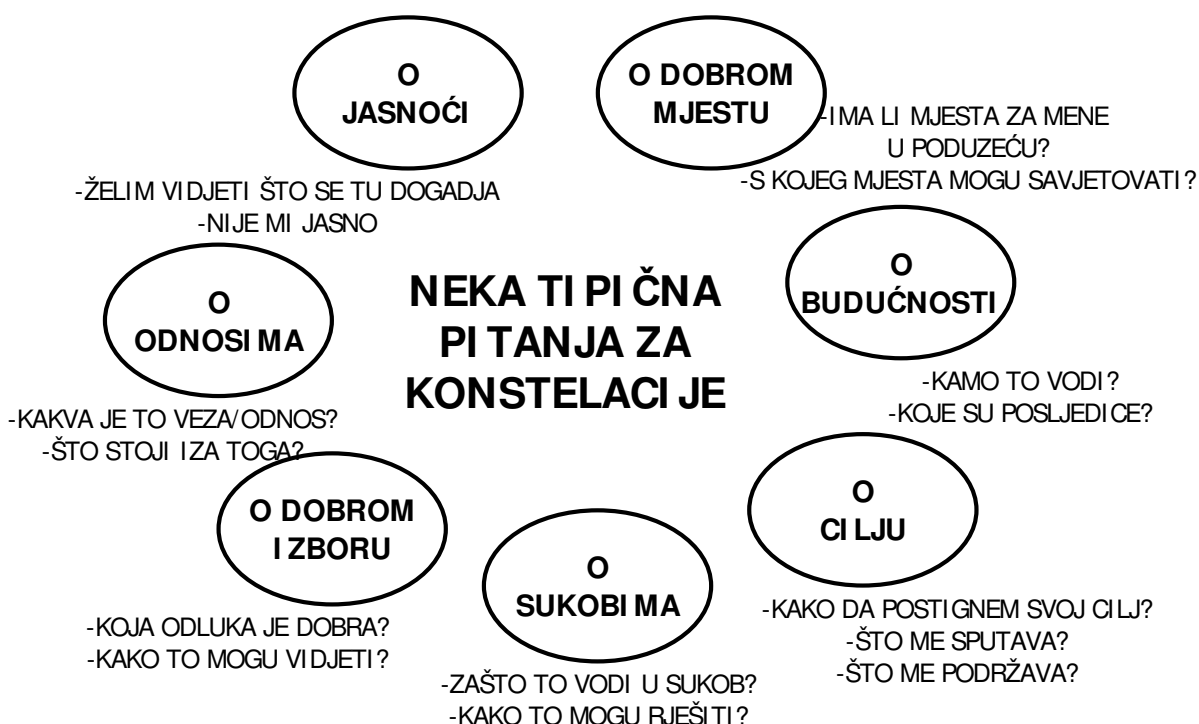 O
JASNOĆI
-ŽELIM VIDJETI ŠTO SE TU DOGADJA
-NIJE MI JASNO
O DOBROM
MJESTU
-IMA LI MJESTA ZA MENE
U PODUZEĆU?
-S KOJEG MJESTA MOGU SAVJETOVATI?
O
ODNOSIMA
-KAKVA JE TO VEZA/ODNOS?
-ŠTO STOJI IZA TOGA?
NEKA TIPIČNA
PITANJA ZA
KONSTELACIJE
O
BUDUĆNOSTI
-KAMO TO VODI?
-KOJE SU POSLJEDICE?
O DOBROM
IZBORU
-KOJA ODLUKA JE DOBRA?
-KAKO TO MOGU VIDJETI?
O
SUKOBIMA
-ZAŠTO TO VODI U SUKOB?
-KAKO TO MOGU RJEŠITI?
O
CILJU
-KAKO DA POSTIGNEM SVOJ CILJ?
-ŠTO ME SPUTAVA?
-ŠTO ME PODRŽAVA?